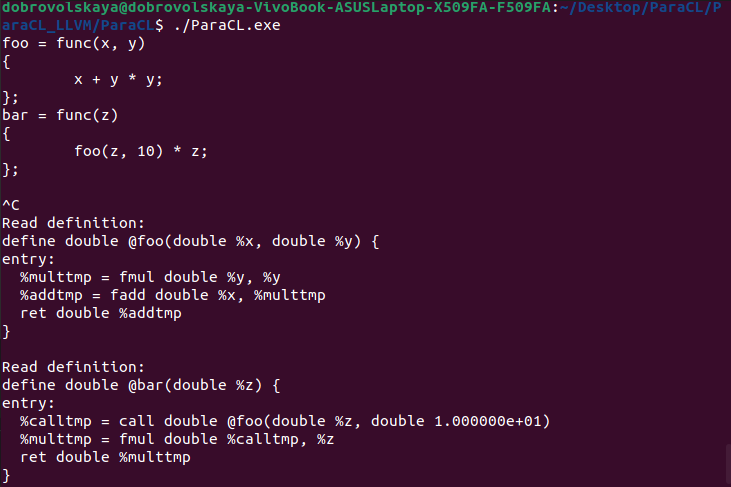 dobrovolskaya@dobrovolskaya-VivoBook-ASUSLaptop-X509FA-F509FA:~/Desktop/ParaCL/P
araCL_LLVM/ParaCL$ ./ParaCL.exe
foo = func(x, y)
{
        x + y * y;
};
bar = func(z)
{
        foo(z, 10) * z;
};

^C
Read definition:
define double @foo(double %x, double %y) {
entry:
  %multtmp = fmul double %y, %y
  %addtmp = fadd double %x, %multtmp
  ret double %addtmp
}

Read definition:
define double @bar(double %z) {
entry:
  %calltmp = call double @foo(double %z, double 1.000000e+01)
  %multtmp = fmul double %calltmp, %z
  ret double %multtmp
}